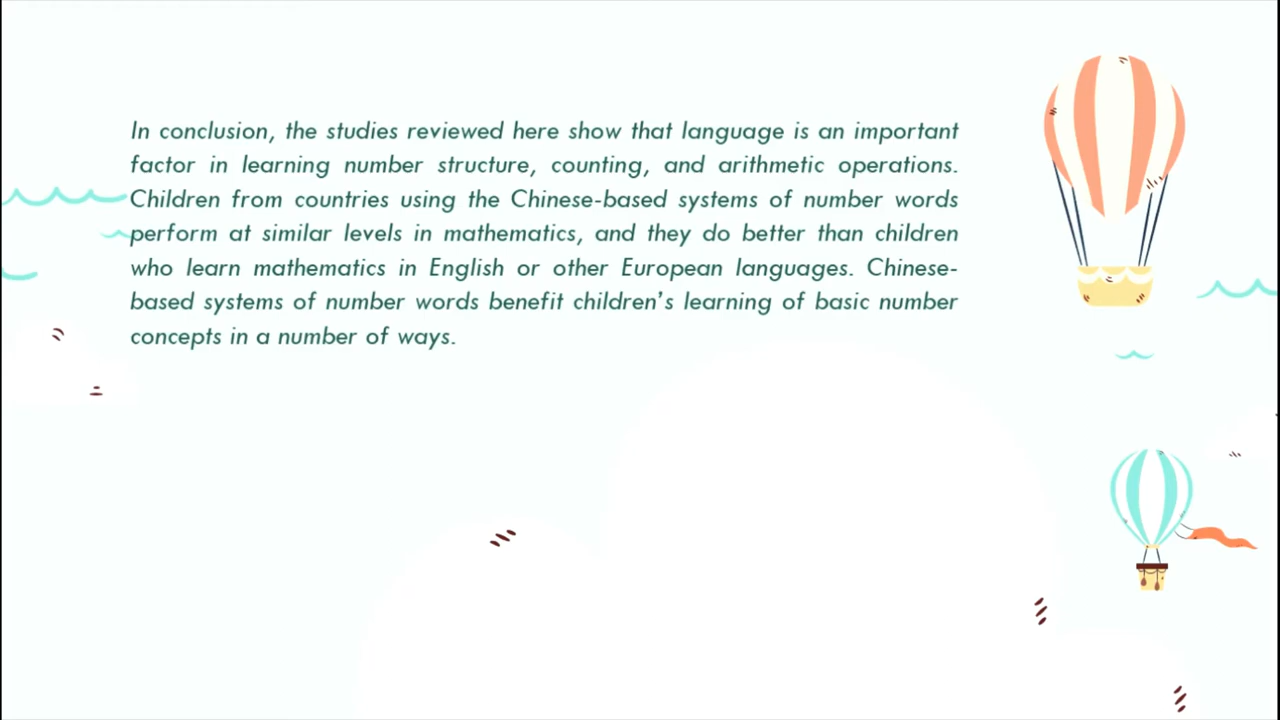 In conclusion, the studies reviewed here show that language is an important
factor in learning number structure, counting, and arithmetic operations.
Children from countries using the Chinese-based systems of number words
perform at similar levels in mathematics, and they do better than children
who learn mathematics in English or other European languages. Chinese-
based systems of number words benefit children's learning of basic number
concepts in a number of ways.